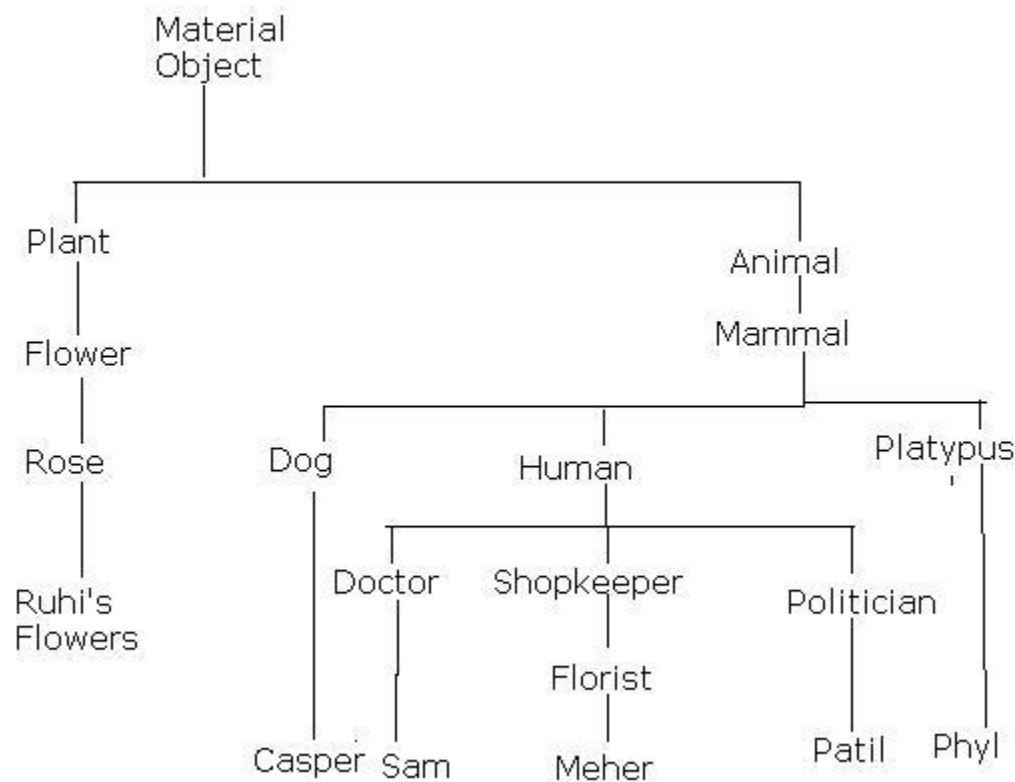 Material
Object
Plant
Animal
Flower
Mammal
Rose
Dog
Human
Platypus
Doctor
Shopkeeper
Politician
Ruhi's
Flowers
Florist
Casper
Sam
Meher
Patil
Phyl